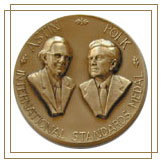 ASTIN POLK
INTERNATIONAL STANDARDS MEDAL